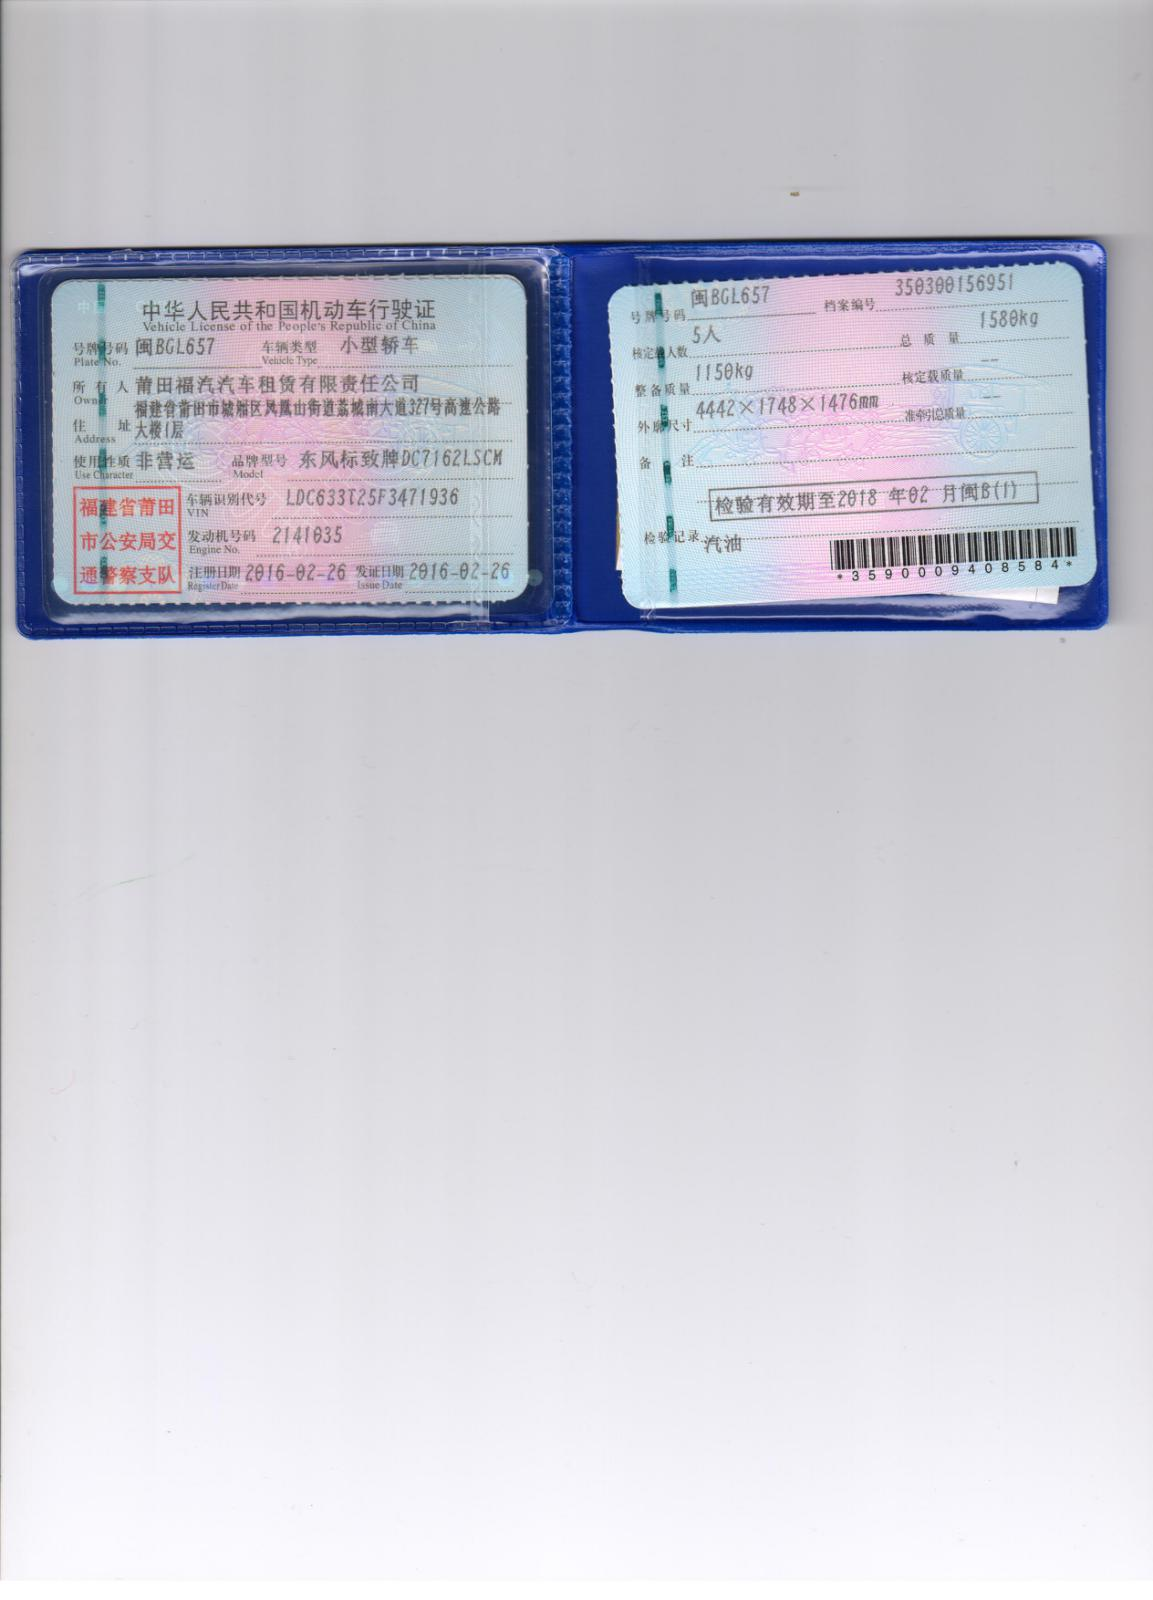 中华人民共和国机动车行驶证
Vehicle License of the People's Republic of China
号牌号码 闽BGL657 车辆类型 小型轿车
Plate No. Vehicle Type
所有人 莆田福汽汽车租赁有限责任公司
Owner
福建省莆田市城厢区凤凰山街道荔城南大道327号高速公路
住址 大楼1层
Address
使用性质 非营运 品牌型号 东风标致牌DC7162LSCM
Use Character Model
福建省莆田
市公安局交
通警察支队
车辆识别代号 LDC633T25F3471936
VIN
发动机号码 2141035
Engine No.
注册日期 2016-02-26 发证日期 2016-02-26
Register Date Issue Date
号牌号码 闽BGL657 档案编号 350300156951
核定载人数 5人 总质量 1580kg
整备质量 1150kg 核定载质量 --
外廓尺寸 4442×1748×1476mm 准牵引总质量 --
备注
检验有效期至2018 年02 月闽B(1)
检验记录 汽油
*3590009408584*